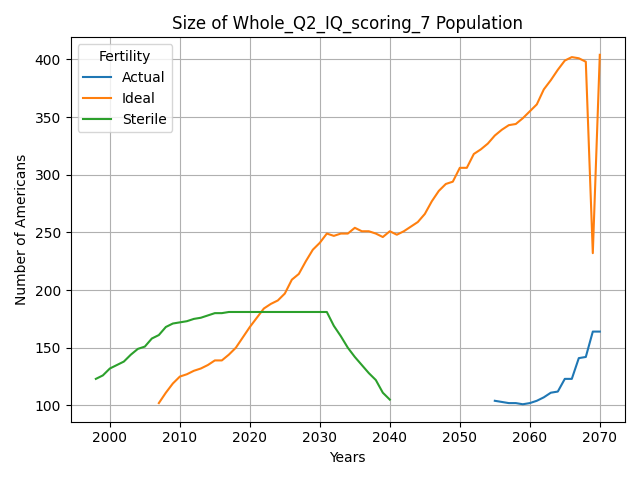 Size of Whole_Q2_IQ_scoring_7 Population
Fertility
Actual
Ideal
Sterile
Number of Americans
400
350
300
250
200
150
100
2000 2010 2020 2030 2040 2050 2060 2070
Years